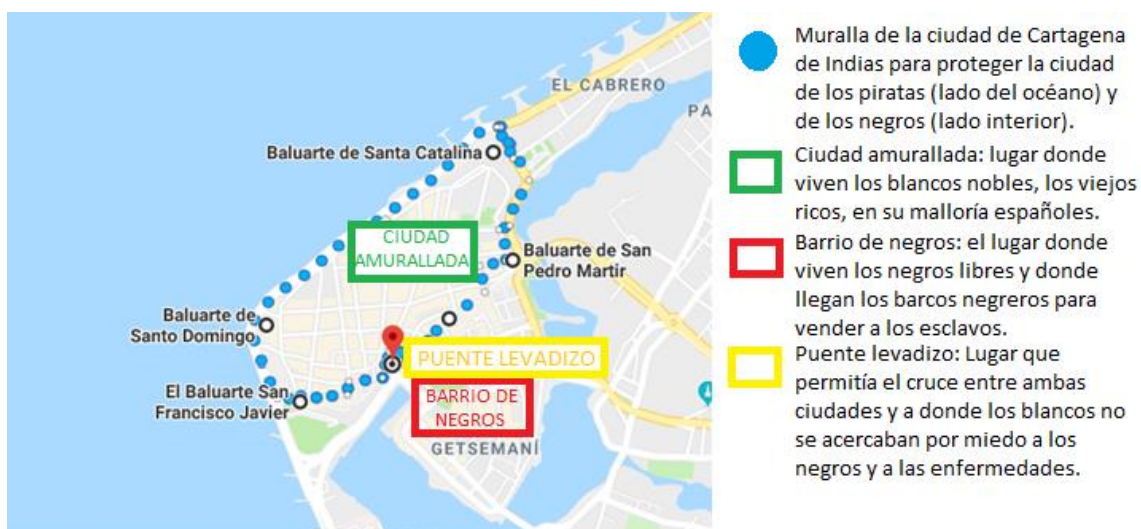 EL CABRERO
PA
Baluarte de Santa Catalina
CIUDAD
AMURALLADA
Baluarte de San
Pedro Martir
Baluarte de
Santo Domingo
PUENTE LEVADIZO
El Baluarte San
Francisco Javier
BARRIO DE
NEGROS
GETSEMANÍ
Muralla de la ciudad de Cartagena
de Indias para proteger la ciudad
de los piratas (lado del océano) y
de los negros (lado interior).
Ciudad amurallada: lugar donde
viven los blancos nobles, los viejos
ricos, en su malloría españoles.
Barrio de negros: el lugar donde
viven los negros libres y donde
llegan los barcos negreros para
vender a los esclavos.
Puente levadizo: Lugar que
permitía el cruce entre ambas
ciudades y a donde los blancos no
se acercaban por miedo a los
negros y a las enfermedades.